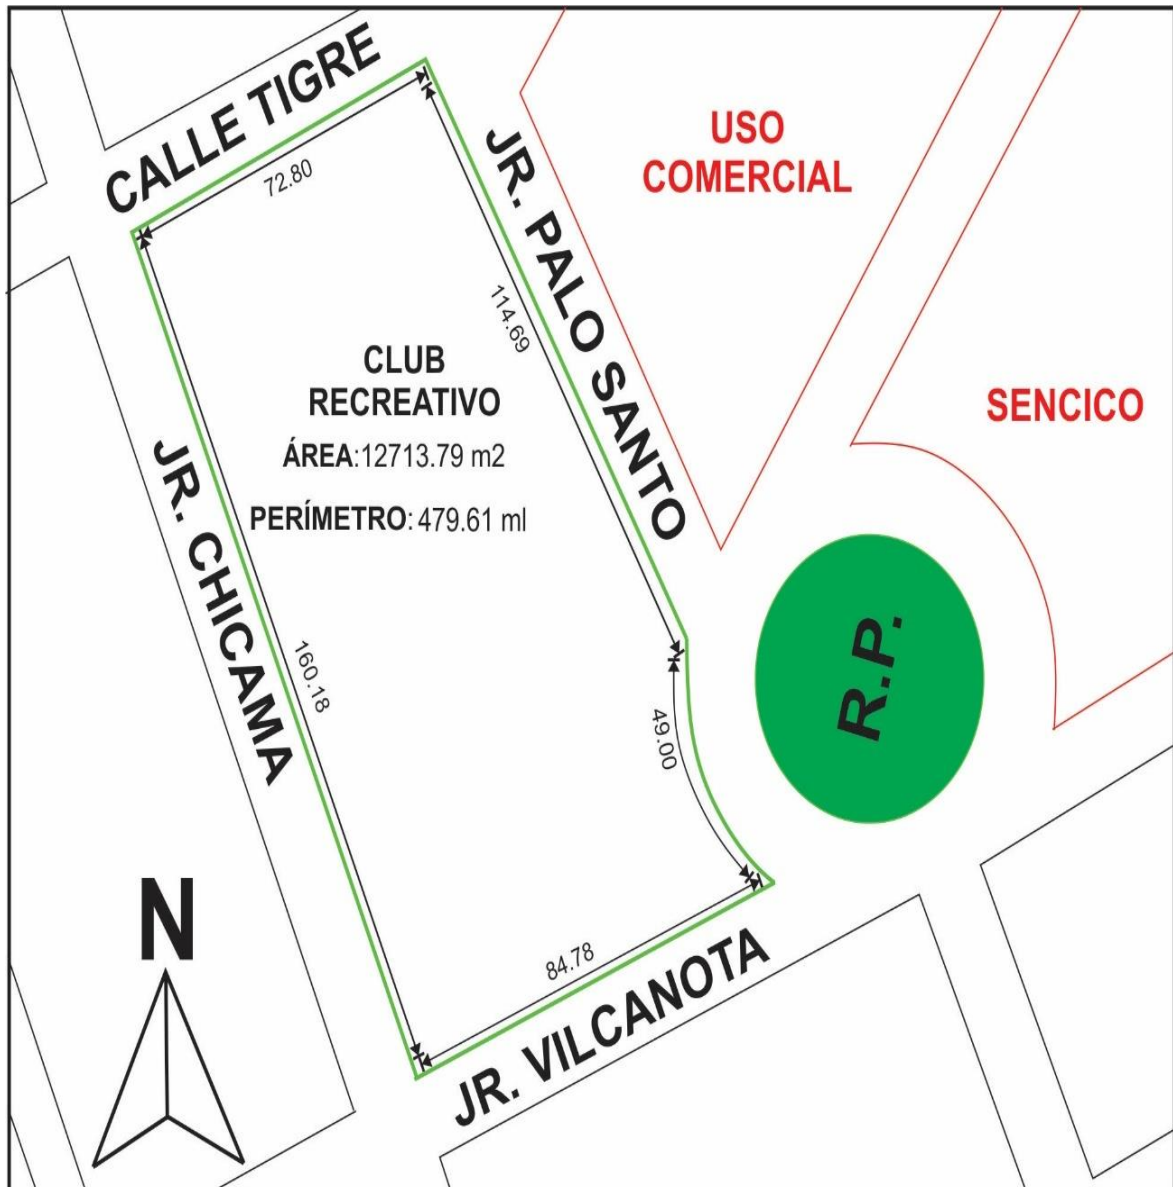 CALLE TIGRE
72.80
JR. PALO SANTO
114.69
USO
COMERCIAL
SENCICO
CLUB
RECREATIVO
ÁREA:12713.79 m2
PERÍMETRO: 479.61 ml
JR. CHICAMA
160.18
49.00
R.P.
84.78
JR. VILCANOTA
N